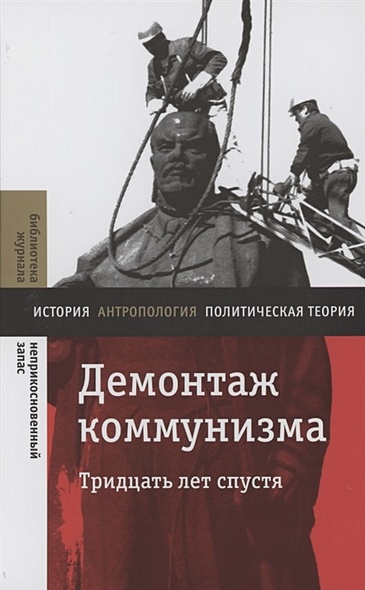 библиотека
журнала
неприкосновенный
запас
ИСТОРИЯ АНТРОПОЛОГИЯ ПОЛИТИЧЕСКАЯ ТЕОРИЯ
Демонтаж
коммунизма
Тридцать лет спустя